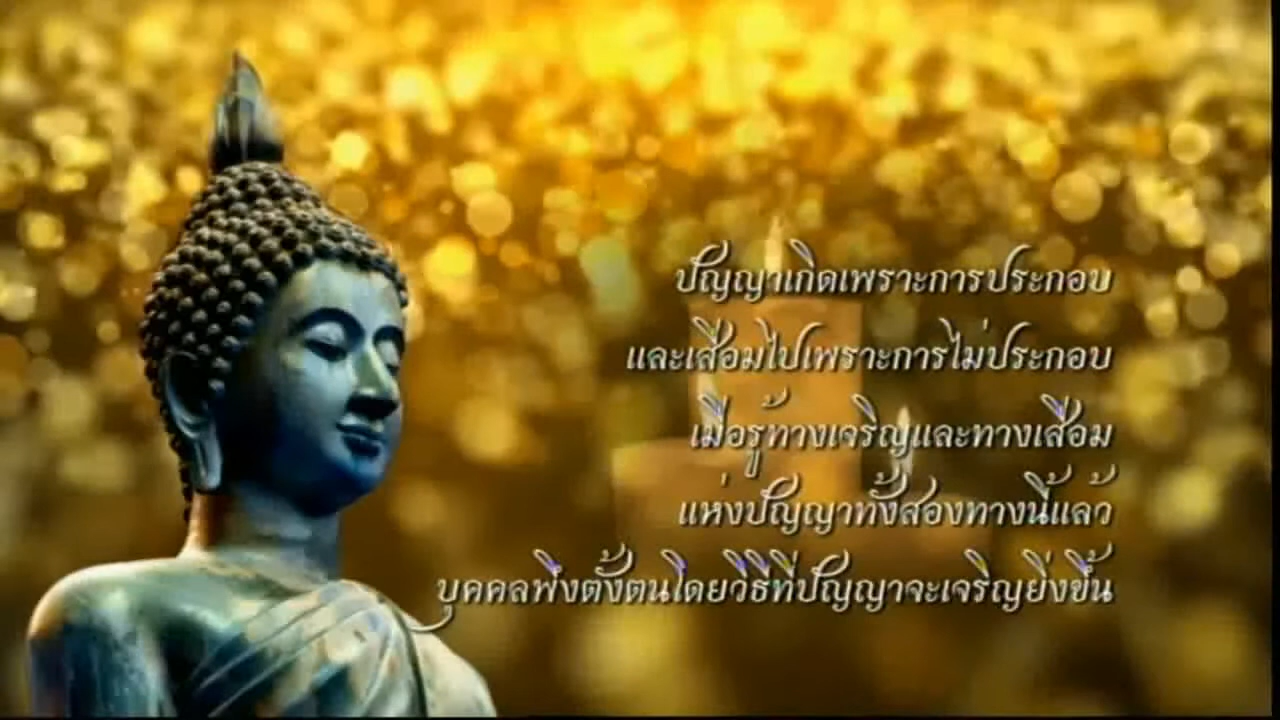 ปัญญาเกิดเพราะการประกอบ
และเสื่อมไปเพราะการไม่ประกอบ
เมื่อรู้ทางเจริญและทางเสื่อม
แห่งปัญญาทั้งสองทางนี้แล้ว
บุคคลพึงตั้งตนโดยวิธีที่ปัญญาจะเจริญยิ่งขึ้น